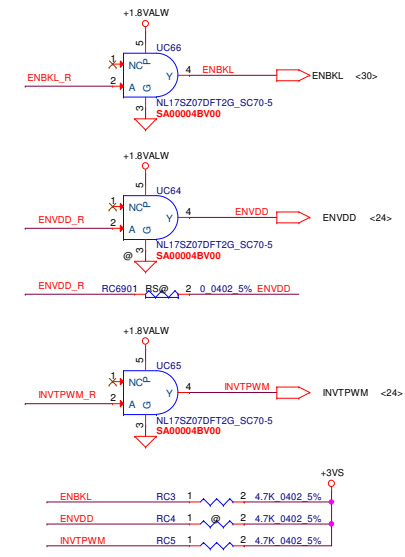 +1.8VALW
5
UC66
1 NC P
Y 4 ENBKL
ENBKL <30>
ENBKL_R 2 A G
3
NL17SZ07DFT2G_SC70-5
SA00004BV00
+1.8VALW
5
UC64
1 NC P
Y 4 ENVDD
ENVDD <24>
ENVDD_R 2 A G
3
NL17SZ07DFT2G_SC70-5
@ SA00004BV00
ENVDD_R RC6901 RS@ 2 0_0402_5% ENVDD
+1.8VALW
5
UC65
1 NC P
Y 4 INVTPWM
INVTPWM <24>
INVTPWM_R 2 A G
3
NL17SZ07DFT2G_SC70-5
SA00004BV00
+3VS
ENBKL RC3 1 2 4.7K_0402_5%
ENVDD RC4 1 @ 2 4.7K_0402_5%
INVTPWM RC5 1 2 4.7K_0402_5%